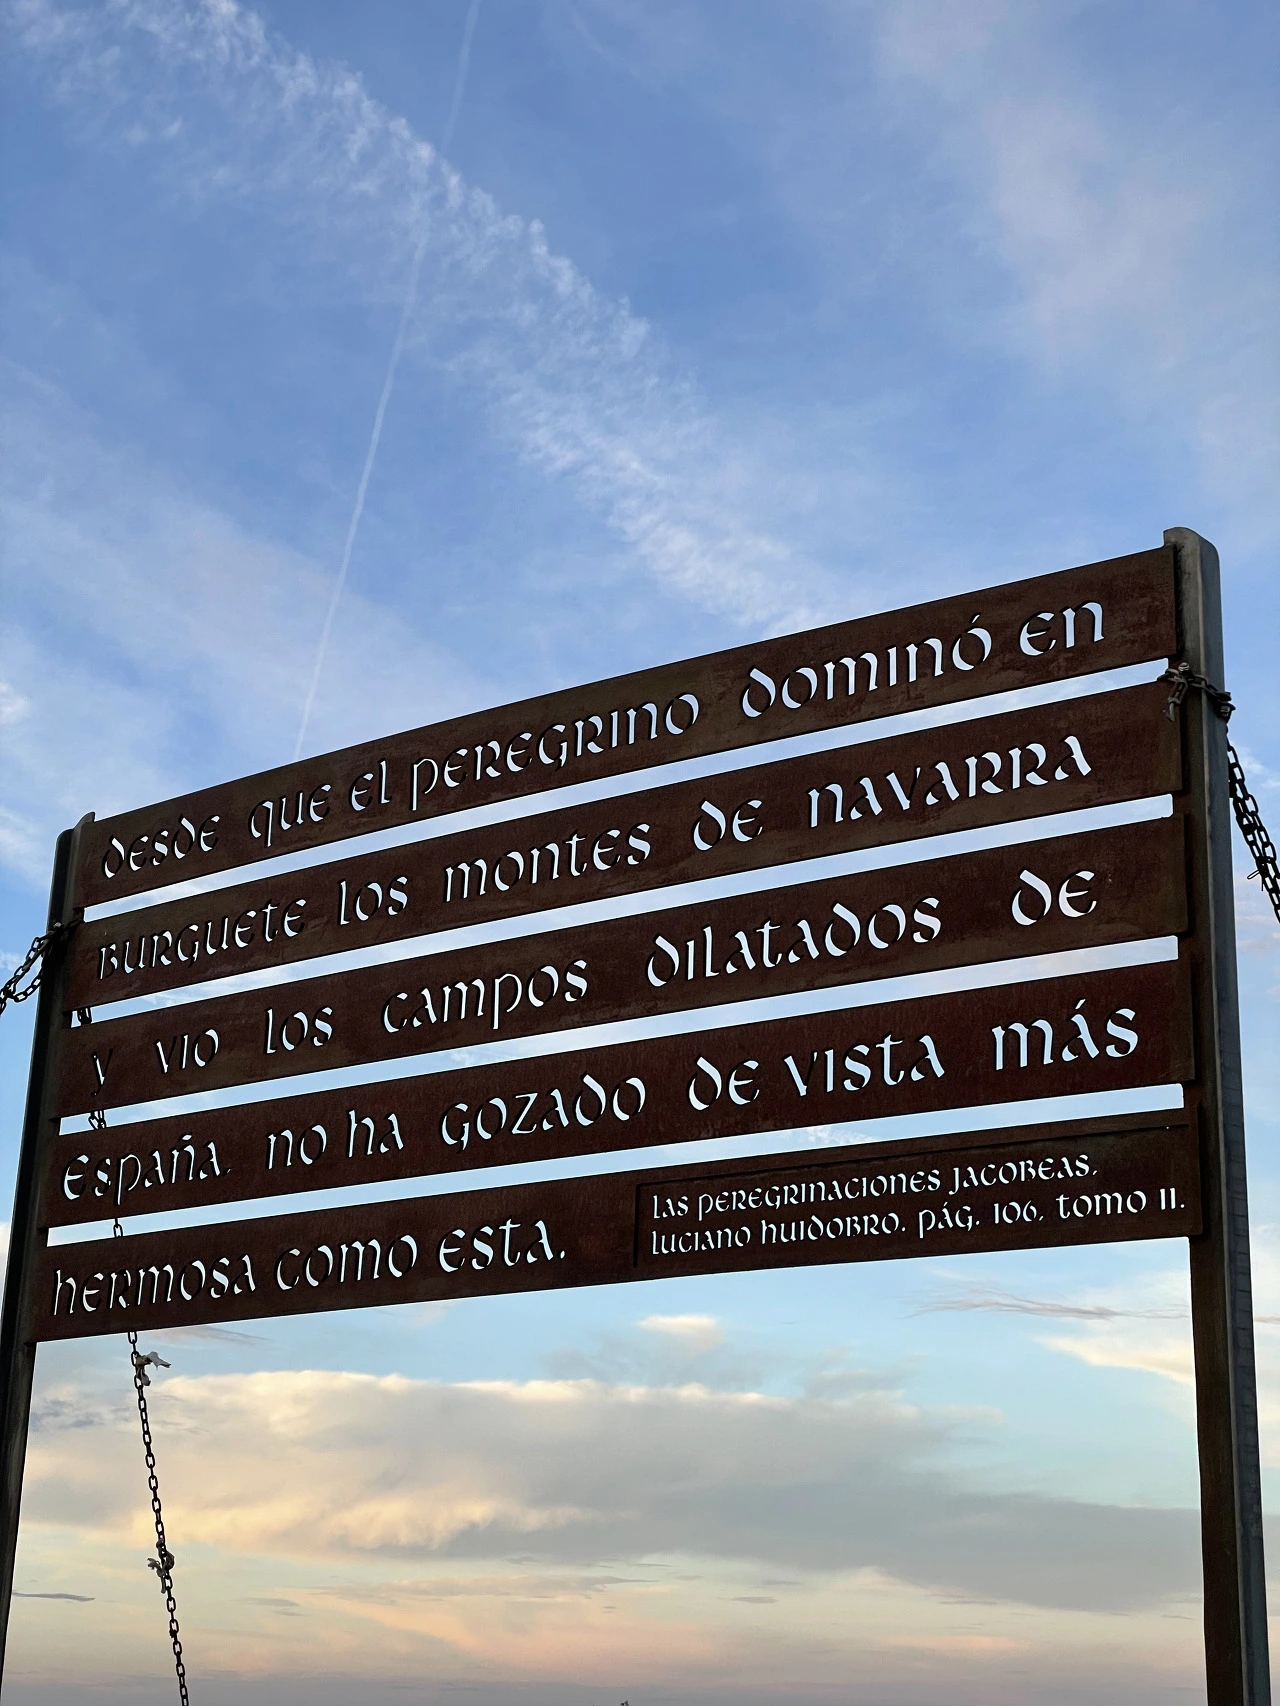 desde que el peregrino dominó en
Burguete los montes de navarra
y vio los campos dilatados de
España, no ha gozado de vista más
hermosa como esta.
las peregrinaciones jacobeas.
luciano huidobro. pág. 106. tomo II.